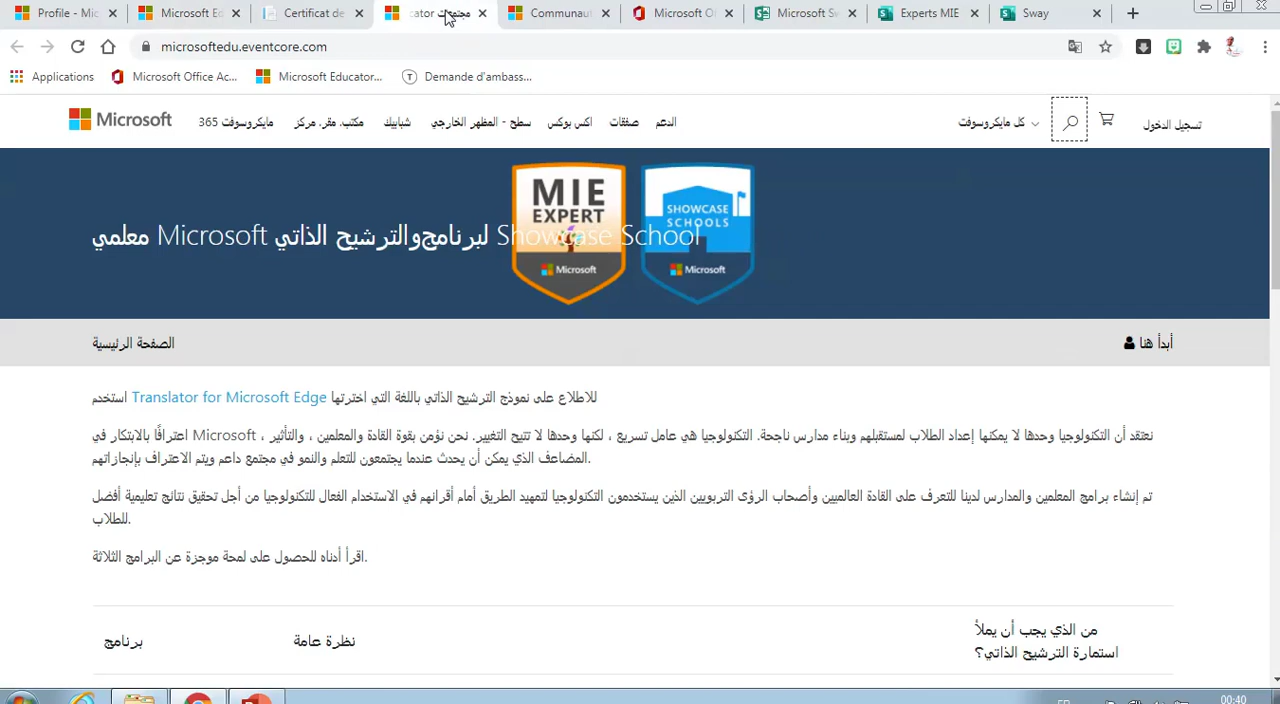 Profile - Mic
Microsoft Ed
Certificat de
cator مجتمعات
Communaut
Microsoft Of
Microsoft Sw
Experts MIE
Sway
microsoftedu.eventcore.com
Applications
Microsoft Office Ac...
Microsoft Educator...
Demande d'ambass...
Microsoft
مايكروسوفت 365
مكتب. مقر. مركز
شبابيك
سطح - المظهر الخارجي
اكس بوكس
صفقات
الدعم
كل مايكروسوفت
تسجيل الدخول
معلمي Microsoft لبرنامجوالترشيح الذاتي Showcase School
MIE
EXPERT
Microsoft
SHOWCASE
SCHOOLS
Microsoft
الصفحة الرئيسية
أبدأ هنا
استخدم Translator for Microsoft Edge للاطلاع على نموذج الترشيح الذاتي باللغة التي اخترتها
نعتقد أن التكنولوجيا وحدها لا يمكنها إعداد الطلاب لمستقبلهم وبناء مدارس ناجحة. التكنولوجيا هي عامل تسريع ، لكنها وحدها لا تتيح التغيير. نحن نؤمن بقوة القادة والمعلمين ، والتأثير ، Microsoft اعترافًا بالابتكار في
المضاعف الذي يمكن أن يحدث عندما يجتمعون للتعلم والنمو في مجتمع داعم ويتم الاعتراف بإنجازاتهم.
تم إنشاء برامج المعلمين والمدارس لدينا للتعرف على القادة العالميين وأصحاب الرؤى التربويين الذين يستخدمون التكنولوجيا لتمهيد الطريق أمام أقرانهم في الاستخدام الفعال للتكنولوجيا من أجل تحقيق نتائج تعليمية أفضل
للطلاب.
اقرأ أدناه للحصول على لمحة موجزة عن البرامج الثلاثة.
برنامج
نظرة عامة
من الذي يجب أن يملأ
استمارة الترشيح الذاتي؟
00:40